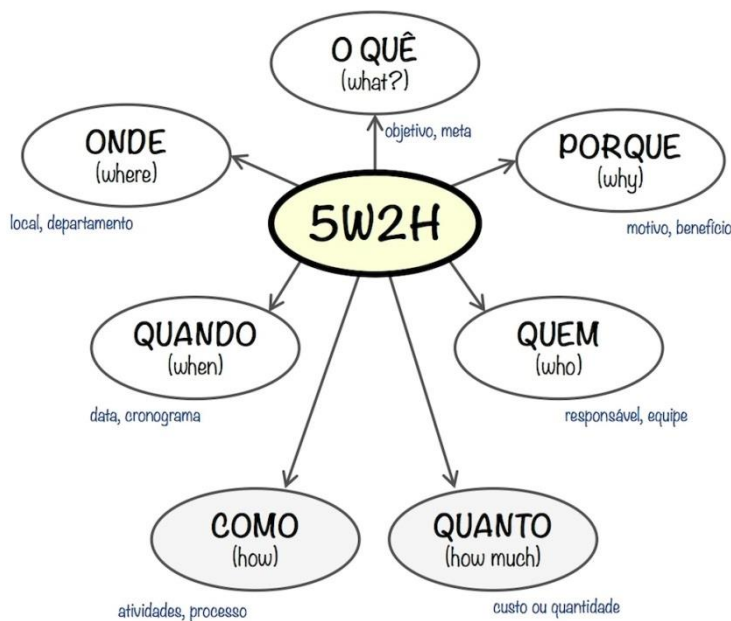 O QUÊ
(what?)
objetivo, meta
ONDE
(where)
local, departamento
PORQUE
(why)
motivo, benefício
5W2H
QUANDO
(when)
data, cronograma
QUEM
(who)
responsável, equipe
COMO
(how)
atividades, processo
QUANTO
(how much)
custo ou quantidade